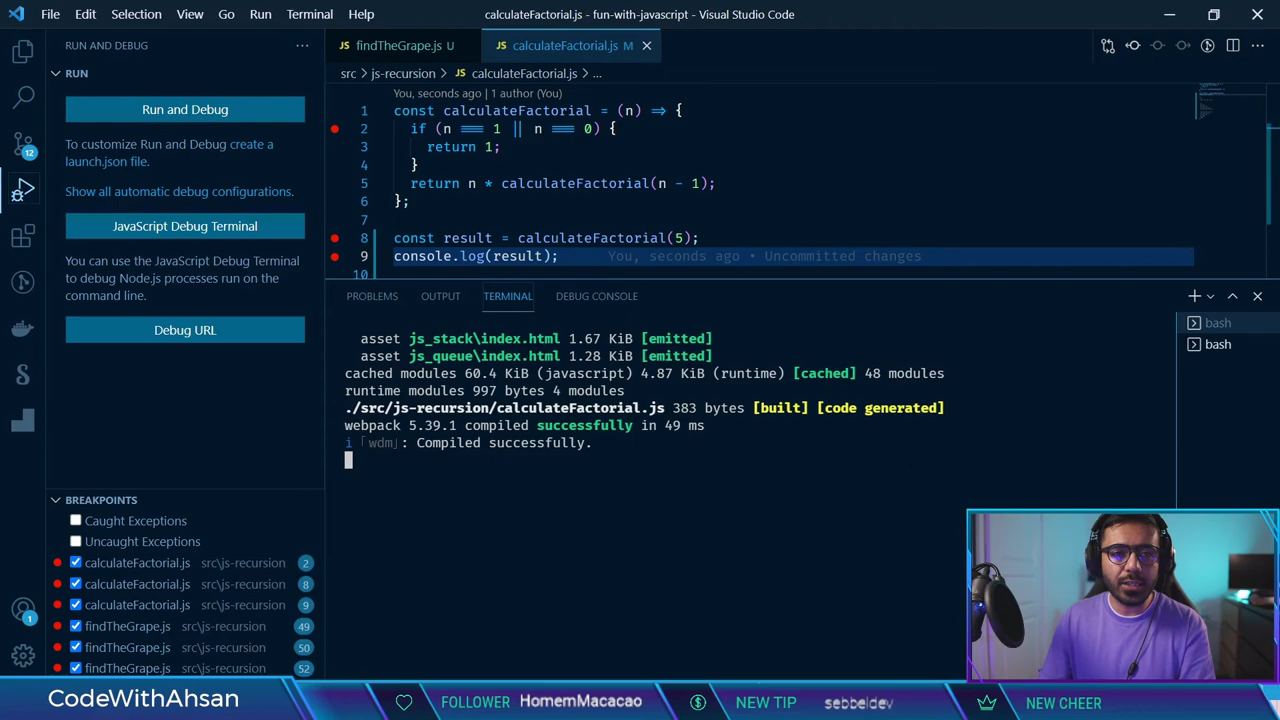 File Edit Selection View Go Run Terminal Help
calculateFactorial.js - fun-with-javascript - Visual Studio Code
RUN AND DEBUG
RUN
Run and Debug
To customize Run and Debug create a
launch.json file.
Show all automatic debug configurations.
JavaScript Debug Terminal
You can use the JavaScript Debug Terminal
to debug Node.js processes run on the
command line.
Debug URL
12
1
BREAKPOINTS
Caught Exceptions
Uncaught Exceptions
calculateFactorial.js src\js-recursion 2
calculateFactorial.js src\js-recursion 8
calculateFactorial.js src\js-recursion 9
findTheGrape.js src\js-recursion 49
findTheGrape.js src\js-recursion 50
findTheGrape.js src\js-recursion 52
JS findTheGrape.js U
JS calculateFactorial.js M
src > js-recursion > JS calculateFactorial.js > ...
You, seconds ago | 1 author (You)
1 const calculateFactorial = (n) => {
2 if (n === 1 || n === 0) {
3 return 1;
4 }
5 return n * calculateFactorial(n - 1);
6 };
7
8 const result = calculateFactorial(5);
9 console.log(result); You, seconds ago • Uncommitted changes
10
PROBLEMS OUTPUT TERMINAL DEBUG CONSOLE
asset js_stack\index.html 1.67 KiB [emitted]
asset js_queue\index.html 1.28 KiB [emitted]
cached modules 60.4 KiB (javascript) 4.87 KiB (runtime) [cached] 48 modules
runtime modules 997 bytes 4 modules
./src/js-recursion/calculateFactorial.js 383 bytes [built] [code generated]
webpack 5.39.1 compiled successfully in 49 ms
i 「wdm」: Compiled successfully.
bash
bash
CodeWithAhsan
FOLLOWER HomemMacacao
NEW TIP sebbeldev
NEW CHEER